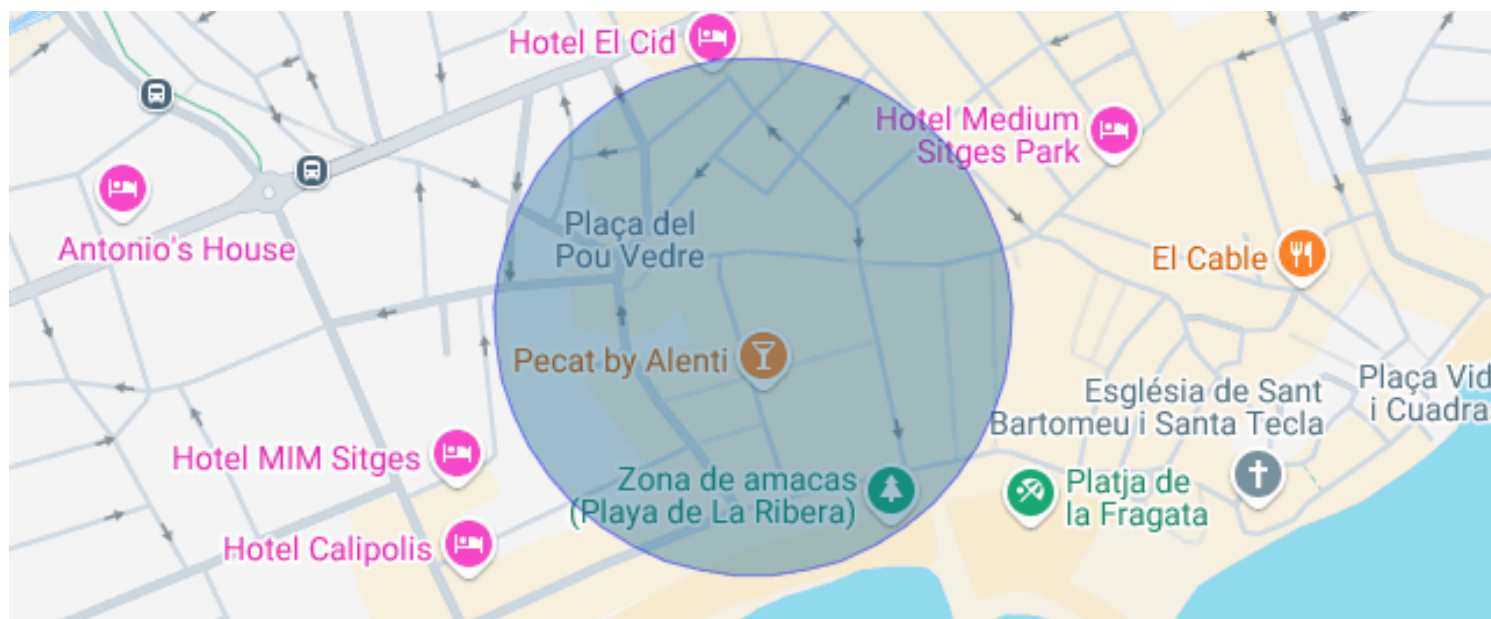 Hotel El Cid
Hotel Medium
Sitges Park
Plaça del
Pou Vedre
Antonio's House
El Cable
Pecat by Alenti
Església de Sant
Bartomeu i Santa Tecla
Plaça Vid
i Cuadra
Hotel MIM Sitges
Zona de amacas
(Playa de La Ribera)
Platja de
la Fragata
Hotel Calipolis